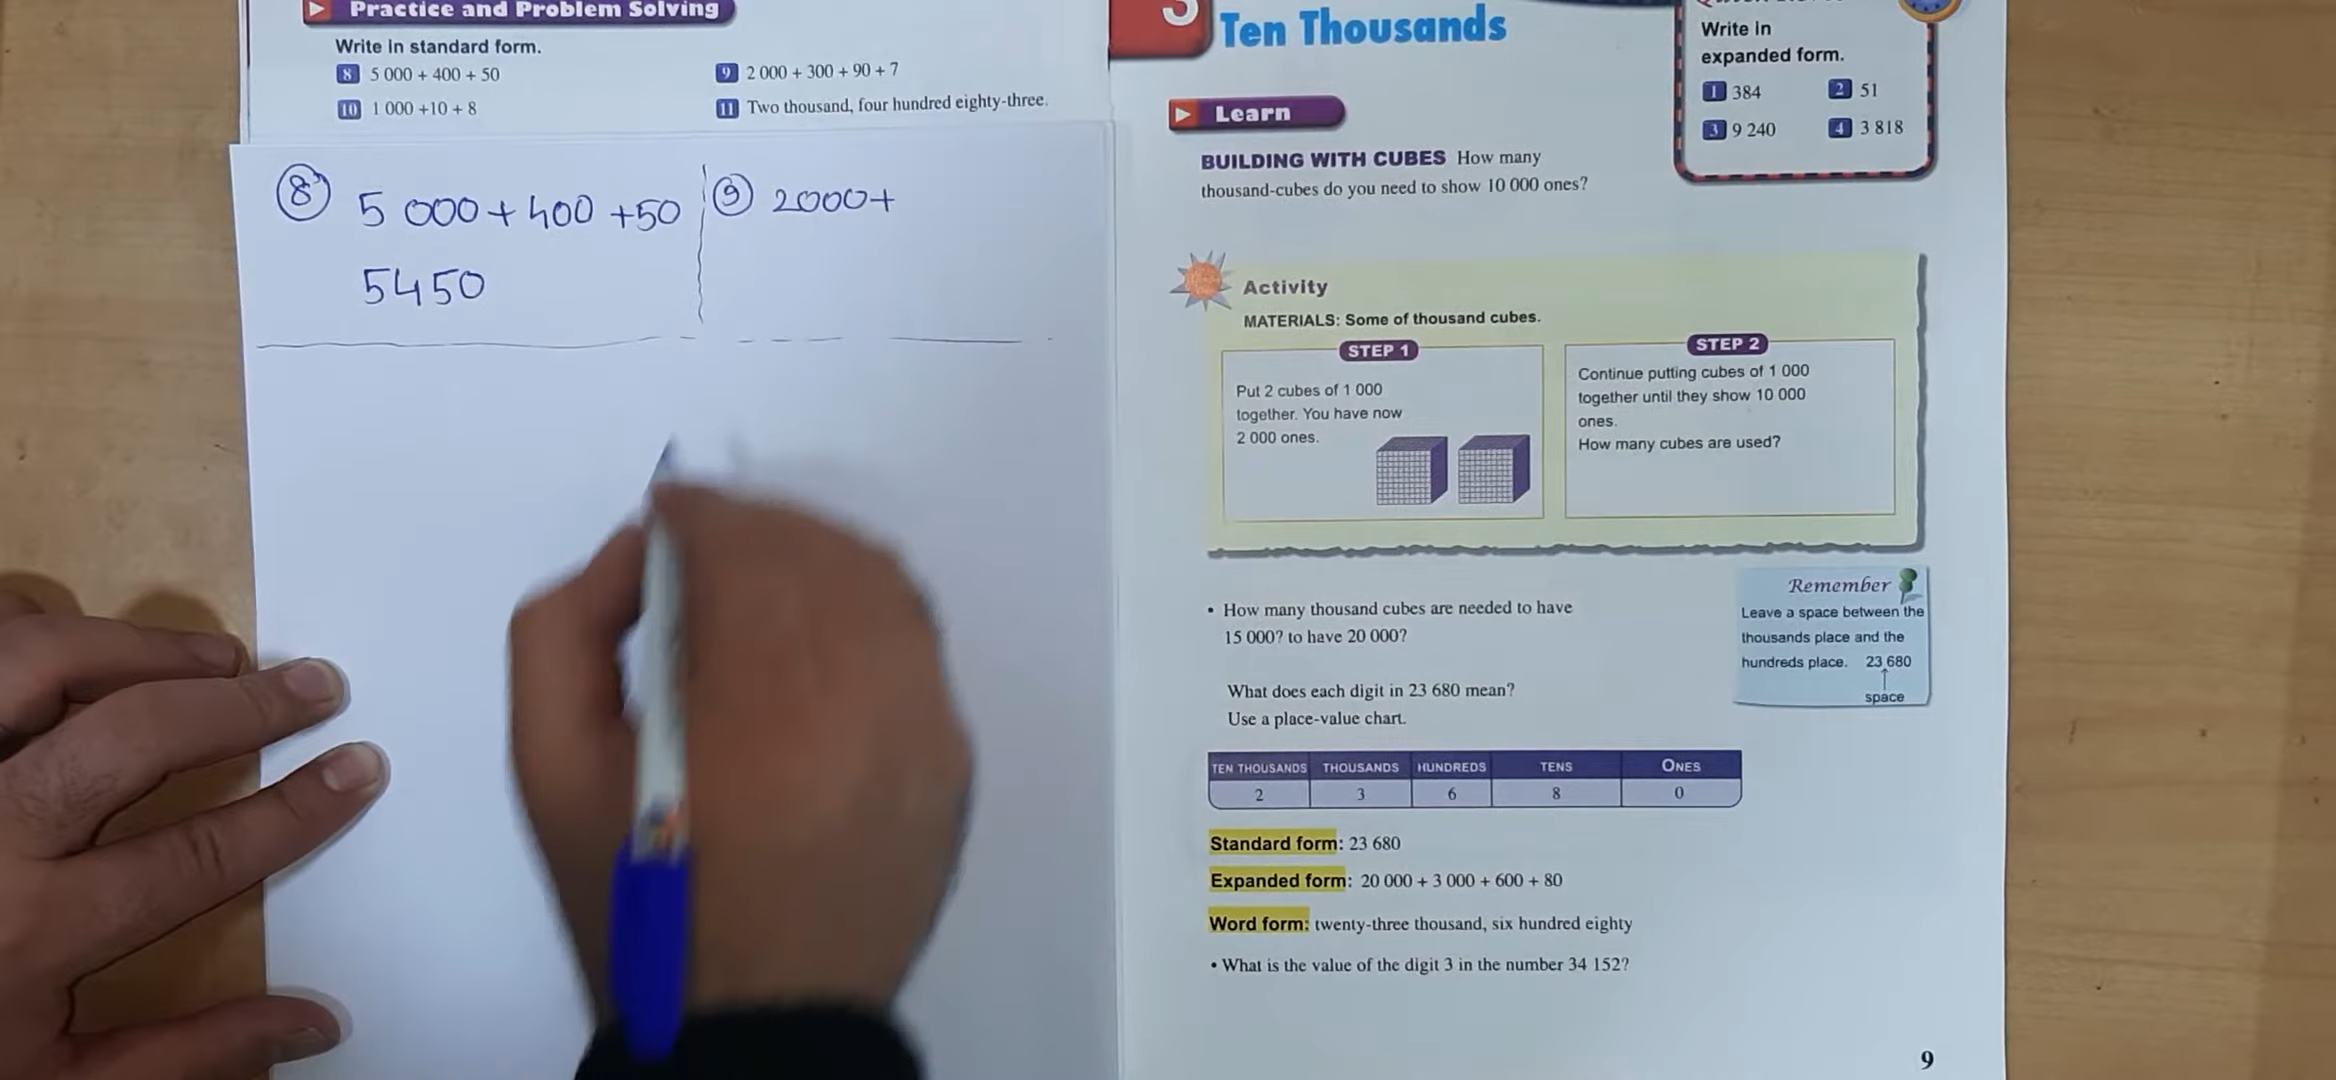 Practice and Problem Solving
Write in standard form.
8 5 000 + 400 + 50
9 2 000 + 300 + 90 + 7
10 1 000 +10 + 8
11 Two thousand, four hundred eighty-three.
8 5 000 + 400 + 50
5450
9 2000+
3 Ten Thousands
Write in
expanded form.
1 384
2 51
3 9 240
4 3 818
Learn
BUILDING WITH CUBES How many
thousand-cubes do you need to show 10 000 ones?
Activity
MATERIALS: Some of thousand cubes.
STEP 1
Put 2 cubes of 1 000
together. You have now
2 000 ones.
STEP 2
Continue putting cubes of 1 000
together until they show 10 000
ones.
How many cubes are used?
• How many thousand cubes are needed to have
15 000? to have 20 000?
Remember
Leave a space between the
thousands place and the
hundreds place. 23 680
space
What does each digit in 23 680 mean?
Use a place-value chart.
TEN THOUSANDS THOUSANDS HUNDREDS TENS ONES
2 3 6 8 0
Standard form: 23 680
Expanded form: 20 000 + 3 000 + 600 + 80
Word form: twenty-three thousand, six hundred eighty
• What is the value of the digit 3 in the number 34 152?
9